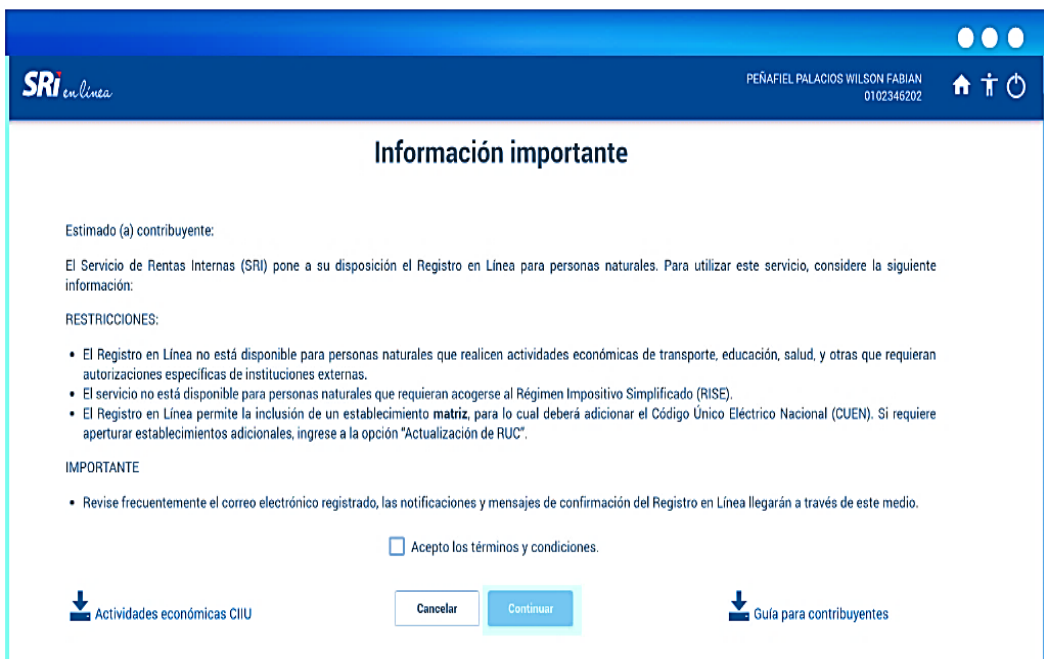 SRi en línea
PEÑAFIEL PALACIOS WILSON FABIAN
0102346202
Información importante
Estimado (a) contribuyente:
El Servicio de Rentas Internas (SRI) pone a su disposición el Registro en Línea para personas naturales. Para utilizar este servicio, considere la siguiente
información:
RESTRICCIONES:
• El Registro en Línea no está disponible para personas naturales que realicen actividades económicas de transporte, educación, salud, y otras que requieran
autorizaciones específicas de instituciones externas.
• El servicio no está disponible para personas naturales que requieran acogerse al Régimen Impositivo Simplificado (RISE).
• El Registro en Línea permite la inclusión de un establecimiento matriz, para lo cual deberá adicionar el Código Único Eléctrico Nacional (CUEN). Si requiere
aperturar establecimientos adicionales, ingrese a la opción "Actualización de RUC".
IMPORTANTE
• Revise frecuentemente el correo electrónico registrado, las notificaciones y mensajes de confirmación del Registro en Línea llegarán a través de este medio.
Acepto los términos y condiciones.
Actividades económicas CIIU
Cancelar
Continuar
Guía para contribuyentes